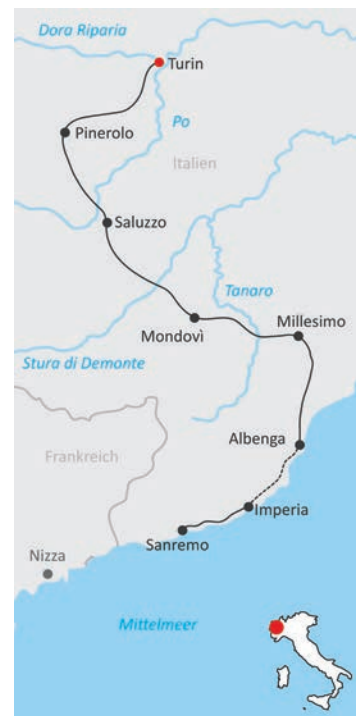 Dora Riparia
Turin
Po
Pinerolo
Italien
Saluzzo
Tanaro
Mondovì
Millesimo
Stura di Demonte
Albenga
Frankreich
Imperia
Sanremo
Nizza
Mittelmeer